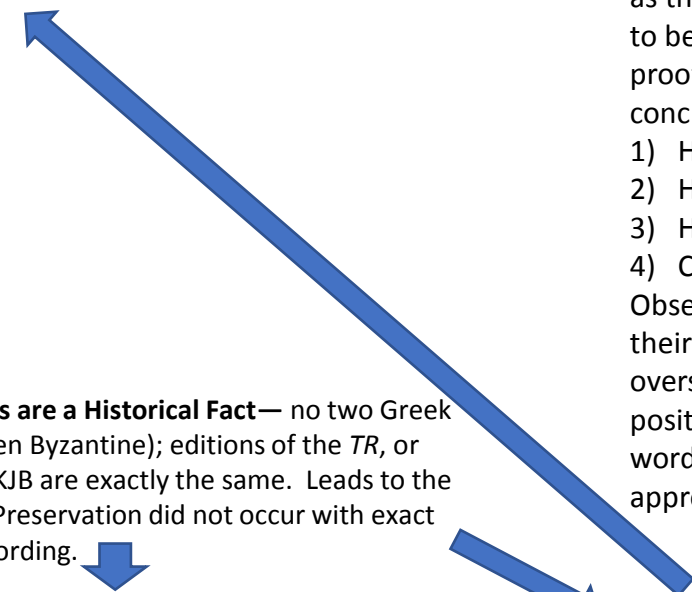 s are a Historical Fact— no two Greek
en Byzantine); editions of the TR, or
KJB are exactly the same. Leads to the
Preservation did not occur with exact
ording.
as th
to be
proo
conc
1) H
2) H
3) H
4) C
Obse
their
overs
posit
word
appr